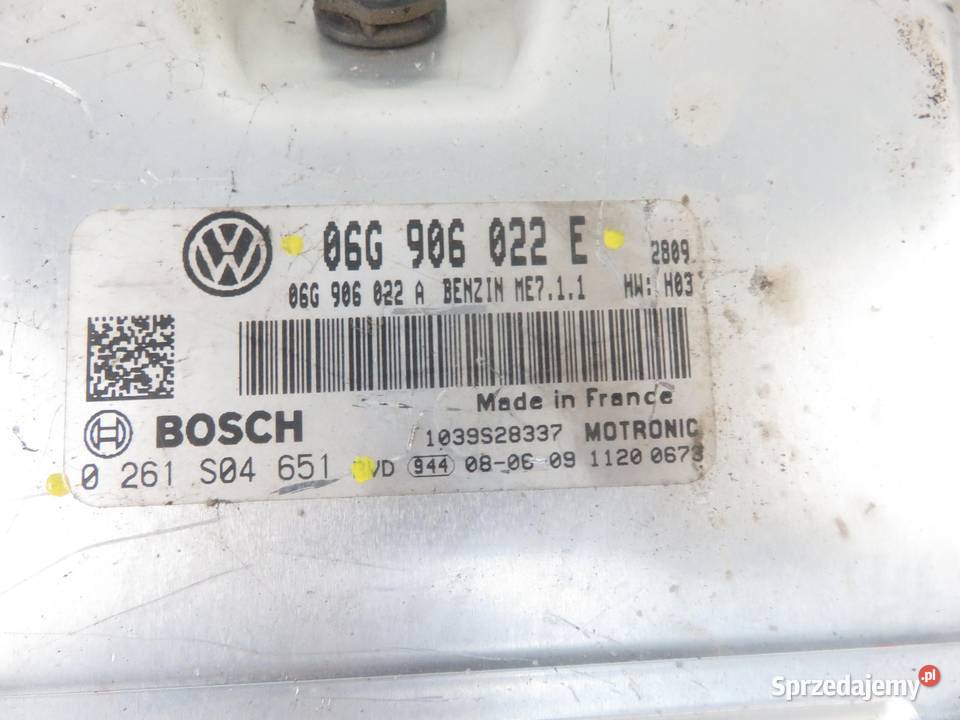 06G 906 022 E 2809
06G 906 022 A BENZIN ME7.1.1 HW: H03
Made in France
BOSCH 1039S28337 MOTRONIC
0 261 S04 651 VD 944 08-06-09 1120 0673
Sprzedajemy.pl